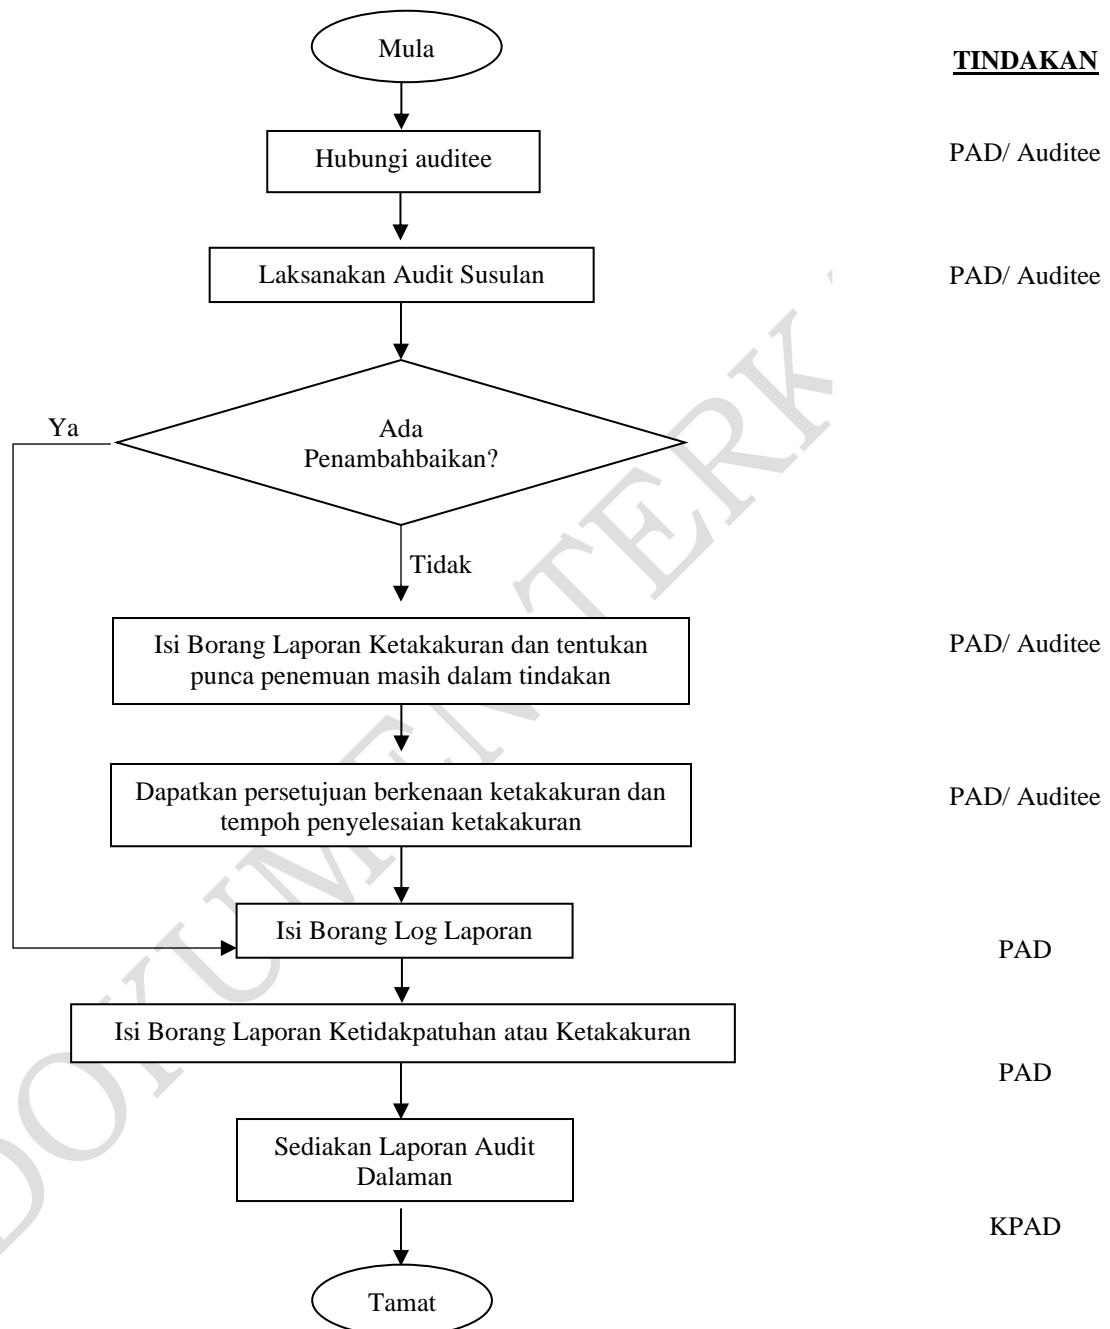 Mula
TINDAKAN
Hubungi auditee
PAD/ Auditee
Laksanakan Audit Susulan
PAD/ Auditee
Ya
Ada
Penambahbaikan?
Tidak
Isi Borang Laporan Ketakakuran dan tentukan
punca penemuan masih dalam tindakan
PAD/ Auditee
Dapatkan persetujuan berkenaan ketakakuran dan
tempoh penyelesaian ketakakuran
PAD/ Auditee
Isi Borang Log Laporan
PAD
Isi Borang Laporan Ketidakpatuhan atau Ketakakuran
PAD
Sediakan Laporan Audit
Dalaman
KPAD
Tamat
DOKUMEN TERK